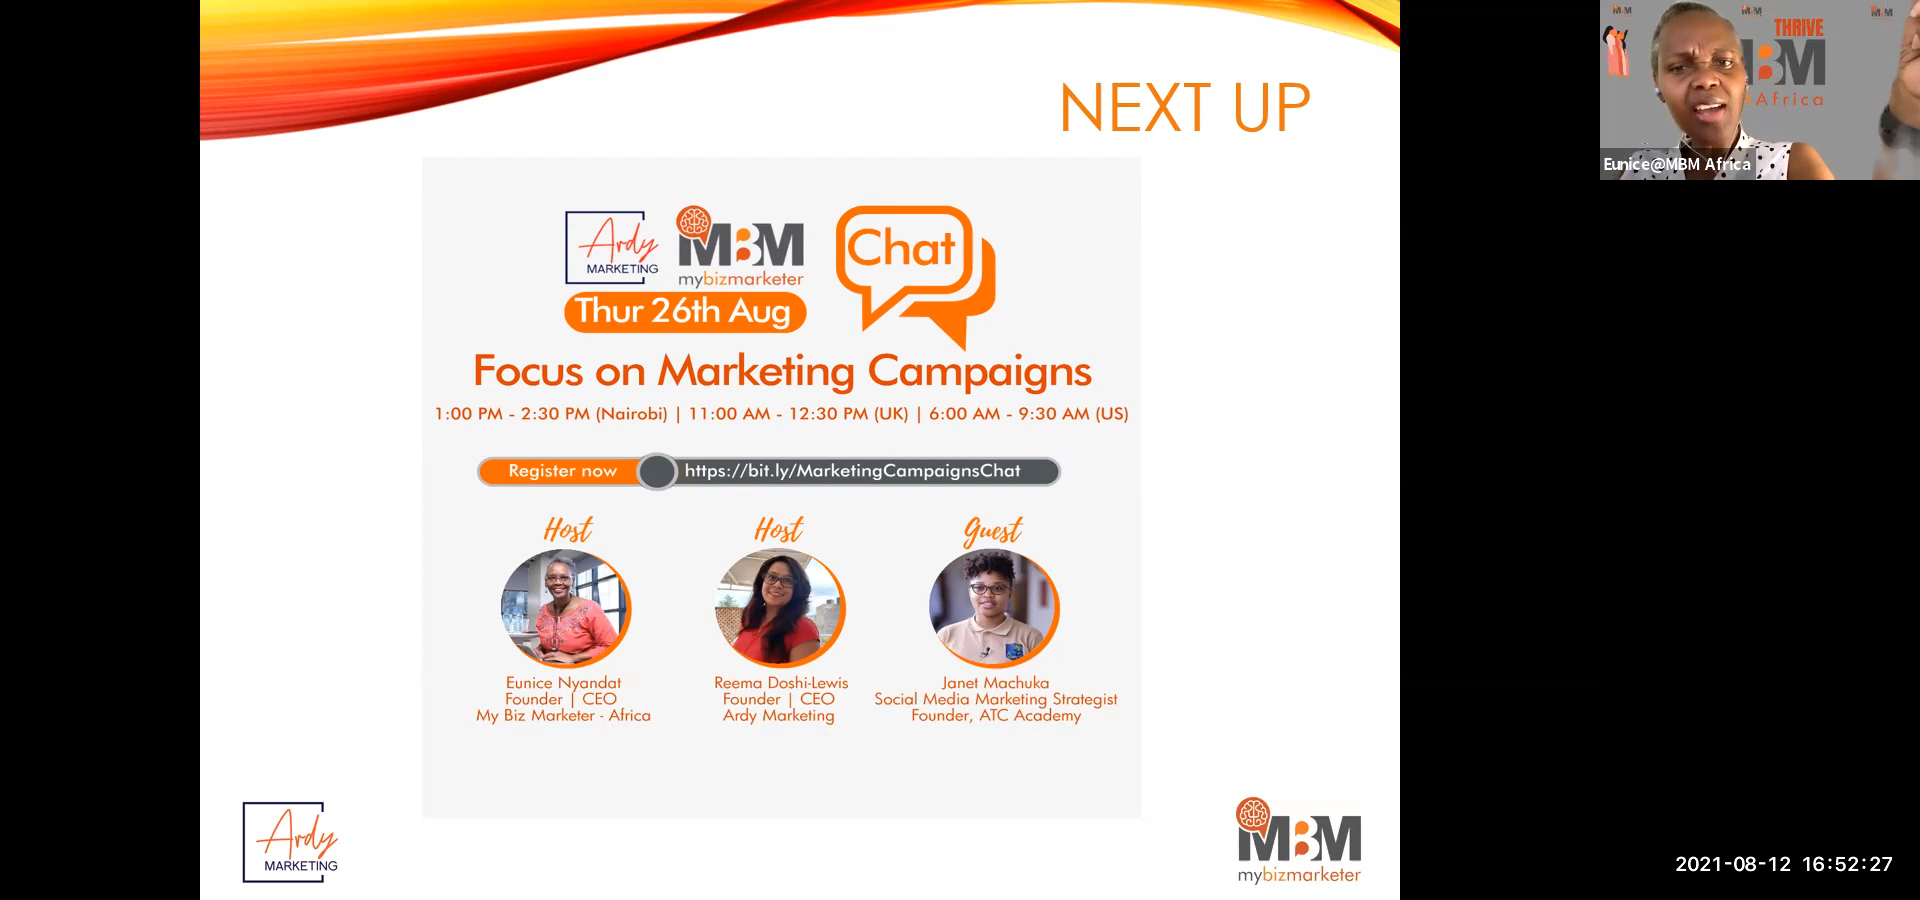 NEXT UP
Ardy
MARKETING
MBM
mybizmarketer
Chat
Thur 26th Aug
Focus on Marketing Campaigns
1:00 PM - 2:30 PM (Nairobi) | 11:00 AM - 12:30 PM (UK) | 6:00 AM - 9:30 AM (US)
Register now
https://bit.ly/MarketingCampaignsChat
Host
Host
Guest
Eunice Nyandat
Founder | CEO
My Biz Marketer - Africa
Reema Doshi-Lewis
Founder | CEO
Ardy Marketing
Janet Machuka
Social Media Marketing Strategist
Founder, ATC Academy
Ardy
MARKETING
MBM
mybizmarketer
MBM
MBM
MBM
THRIVE
BM
Africa
Eunice@MBM Africa
2021-08-12 16:52:27